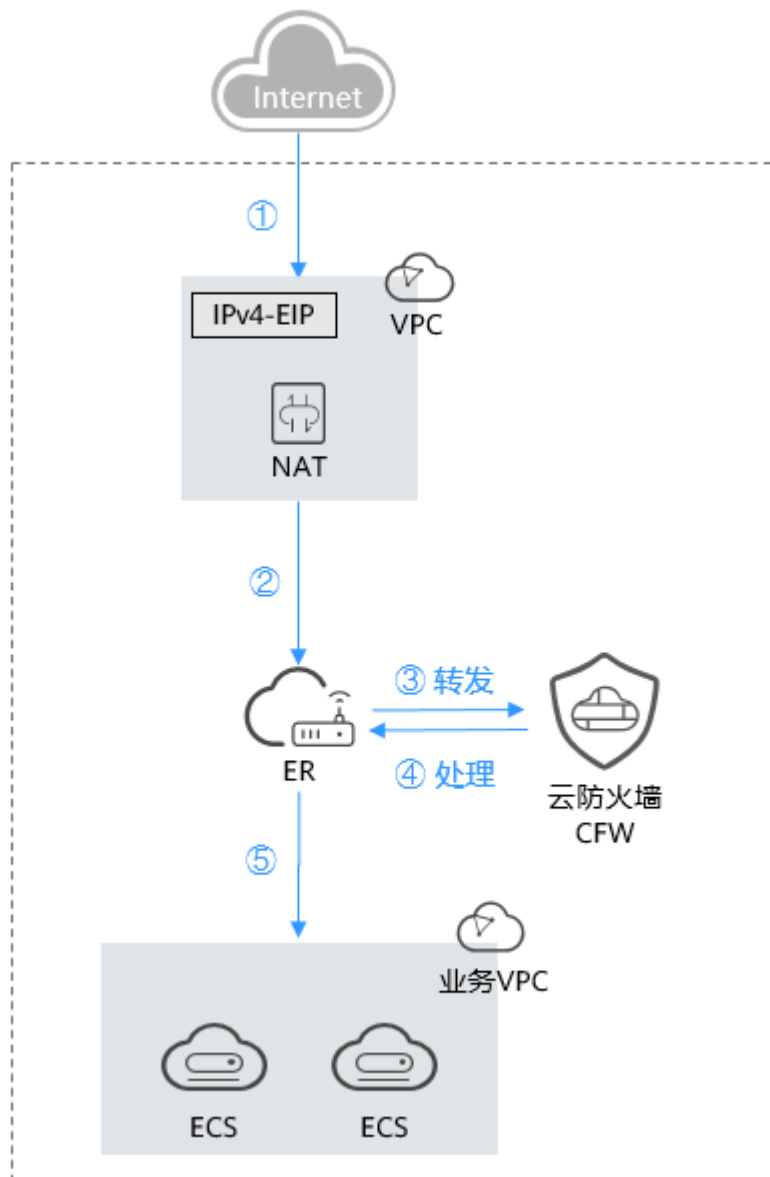 Internet
①
IPv4-EIP
VPC
NAT
②
③ 转发
④ 处理
ER
云防火墙
CFW
⑤
业务VPC
ECS
ECS